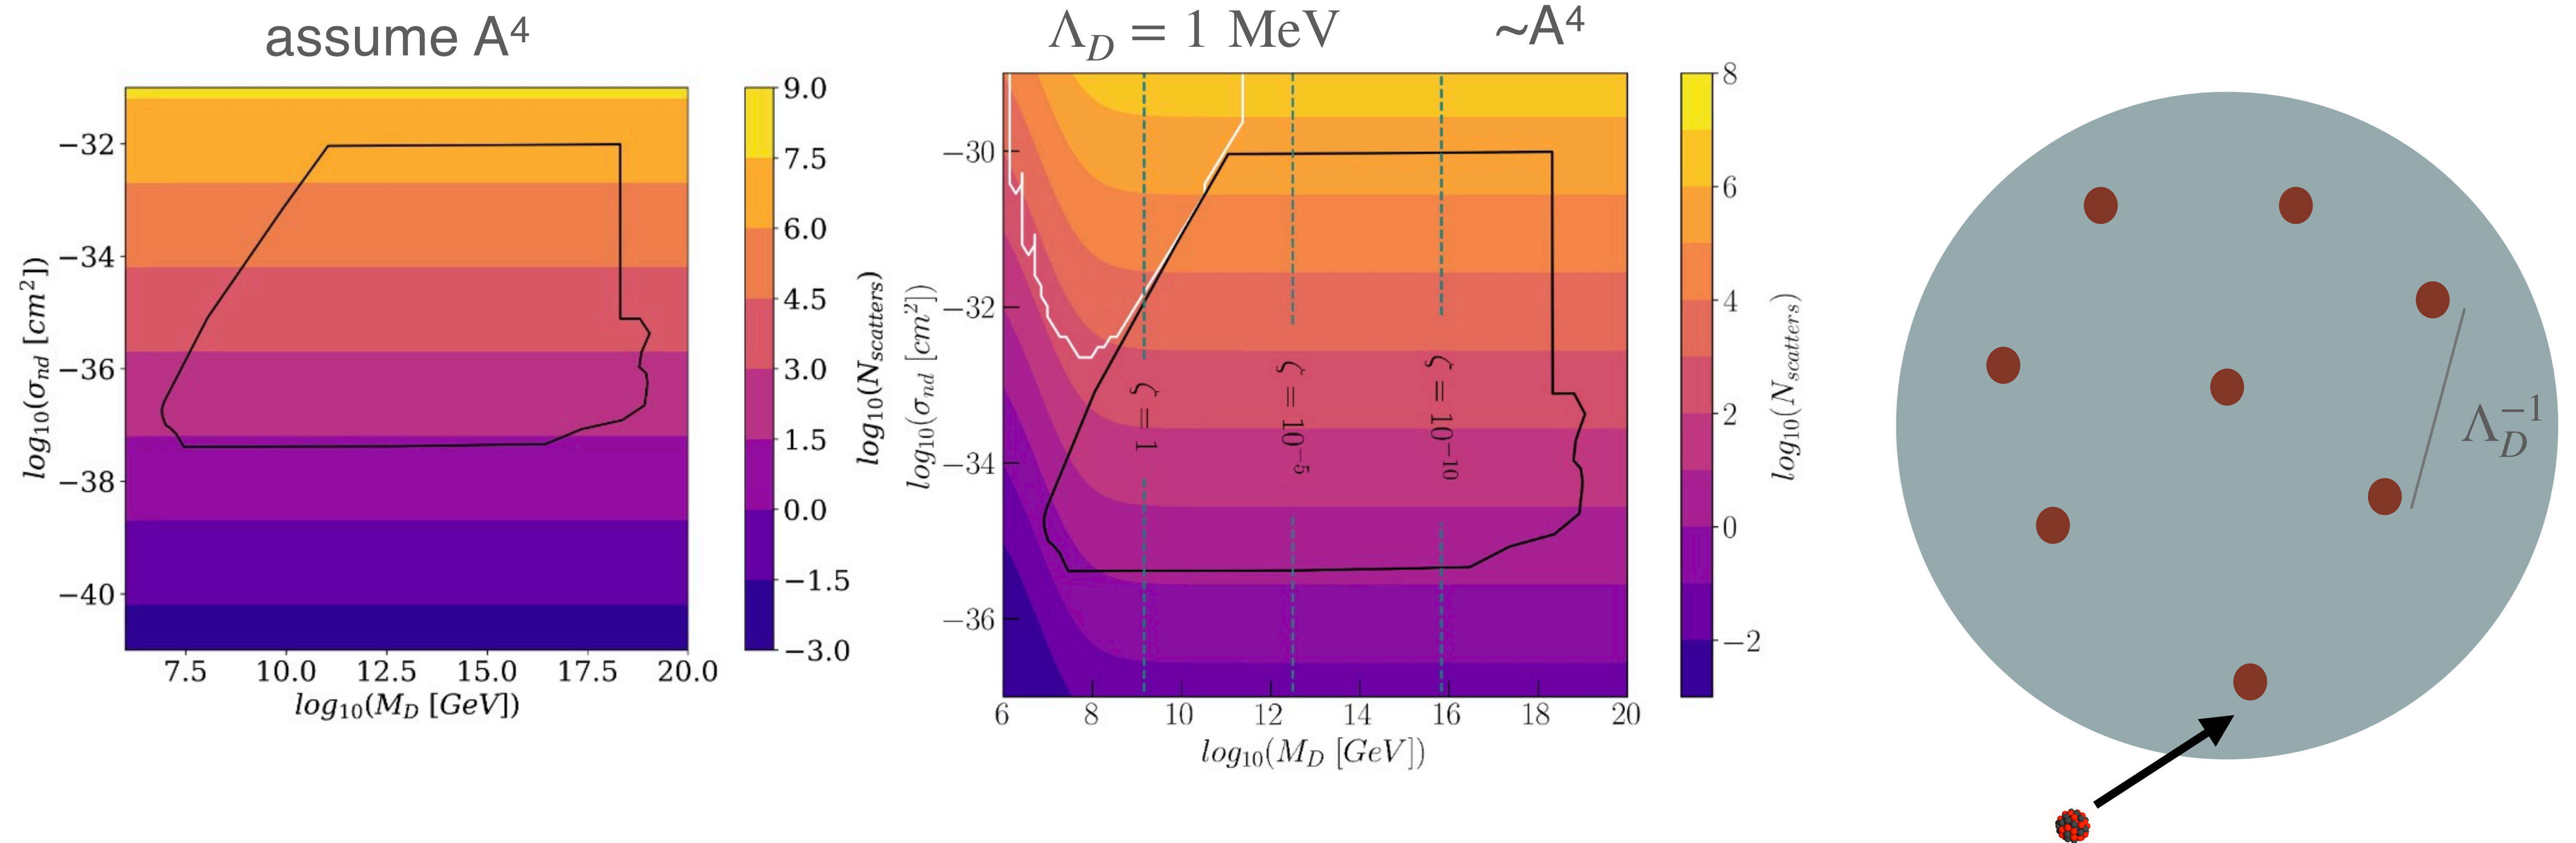 assume A⁴
Λ_D = 1 MeV
~A⁴
−32
−34
−36
−38
−40
log₁₀(σ_nd [cm²])
7.5 10.0 12.5 15.0 17.5 20.0
log₁₀(M_D [GeV])
9.0
7.5
6.0
4.5
3.0
1.5
0.0
−1.5
−3.0
log₁₀(N_scatters)
−30
−32
−34
−36
log₁₀(σ_nd [cm²])
ζ = 1
ζ = 10⁻⁵
ζ = 10⁻¹⁰
6 8 10 12 14 16 18 20
log₁₀(M_D [GeV])
8
6
4
2
0
−2
log₁₀(N_scatters)
Λ_D⁻¹